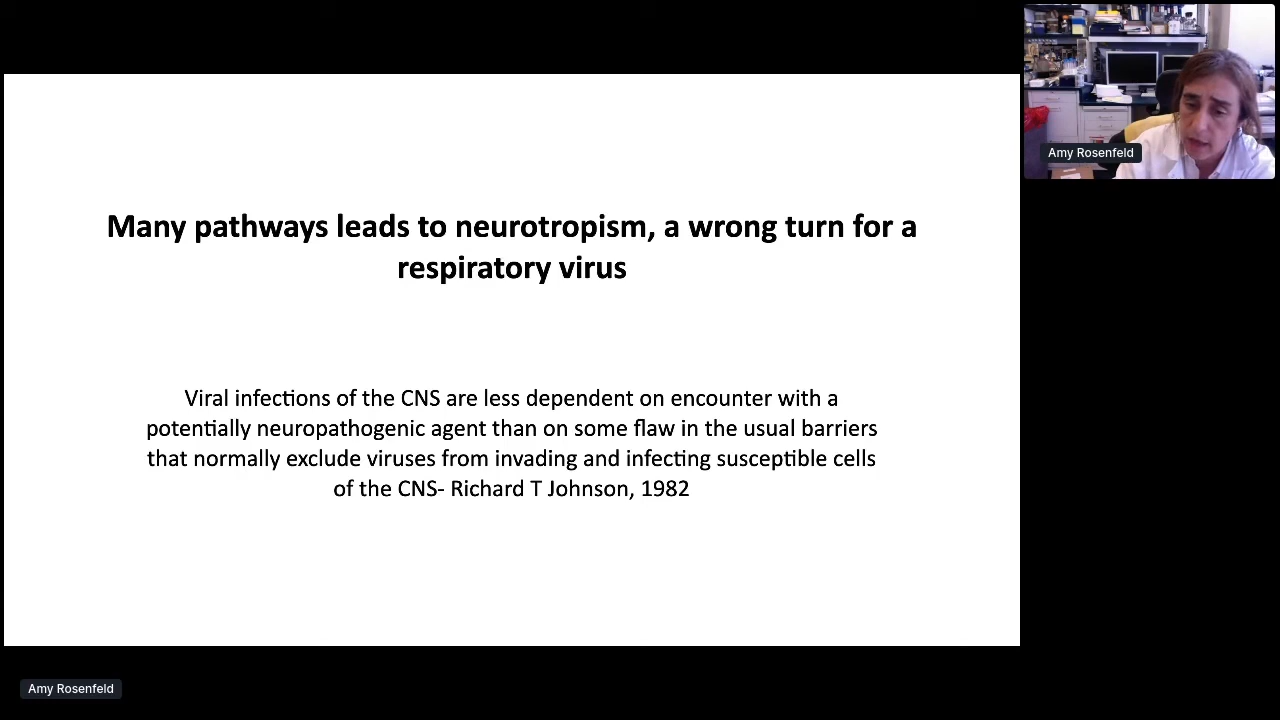 Many pathways leads to neurotropism, a wrong turn for a
respiratory virus
Viral infections of the CNS are less dependent on encounter with a
potentially neuropathogenic agent than on some flaw in the usual barriers
that normally exclude viruses from invading and infecting susceptible cells
of the CNS- Richard T Johnson, 1982
Amy Rosenfeld
Amy Rosenfeld